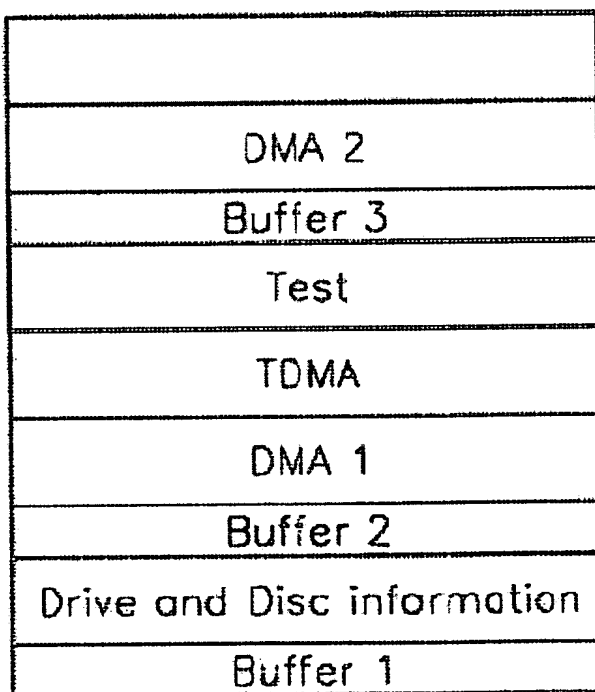 DMA 2
Buffer 3
Test
TDMA
DMA 1
Buffer 2
Drive and Disc information
Buffer 1